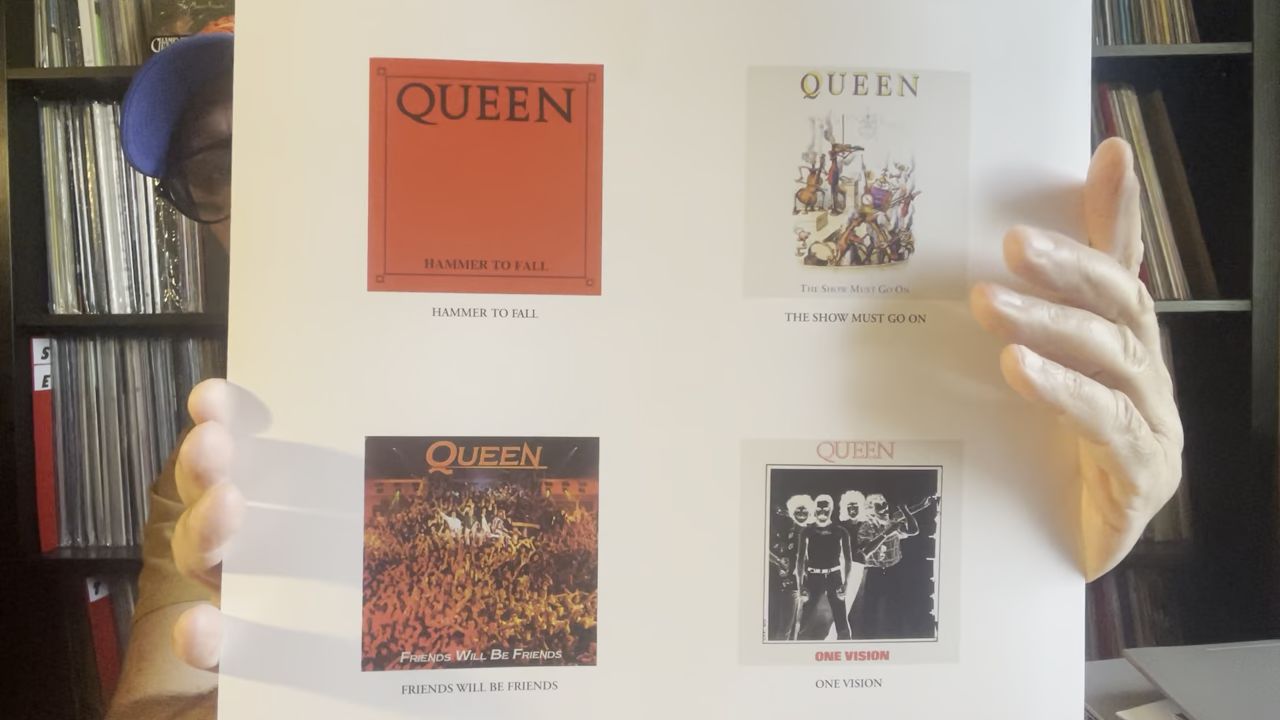 QUEEN
HAMMER TO FALL
HAMMER TO FALL
QUEEN
THE SHOW MUST GO ON
THE SHOW MUST GO ON
QUEEN
FRIENDS WILL BE FRIENDS
FRIENDS WILL BE FRIENDS
QUEEN
ONE VISION
ONE VISION
S
E